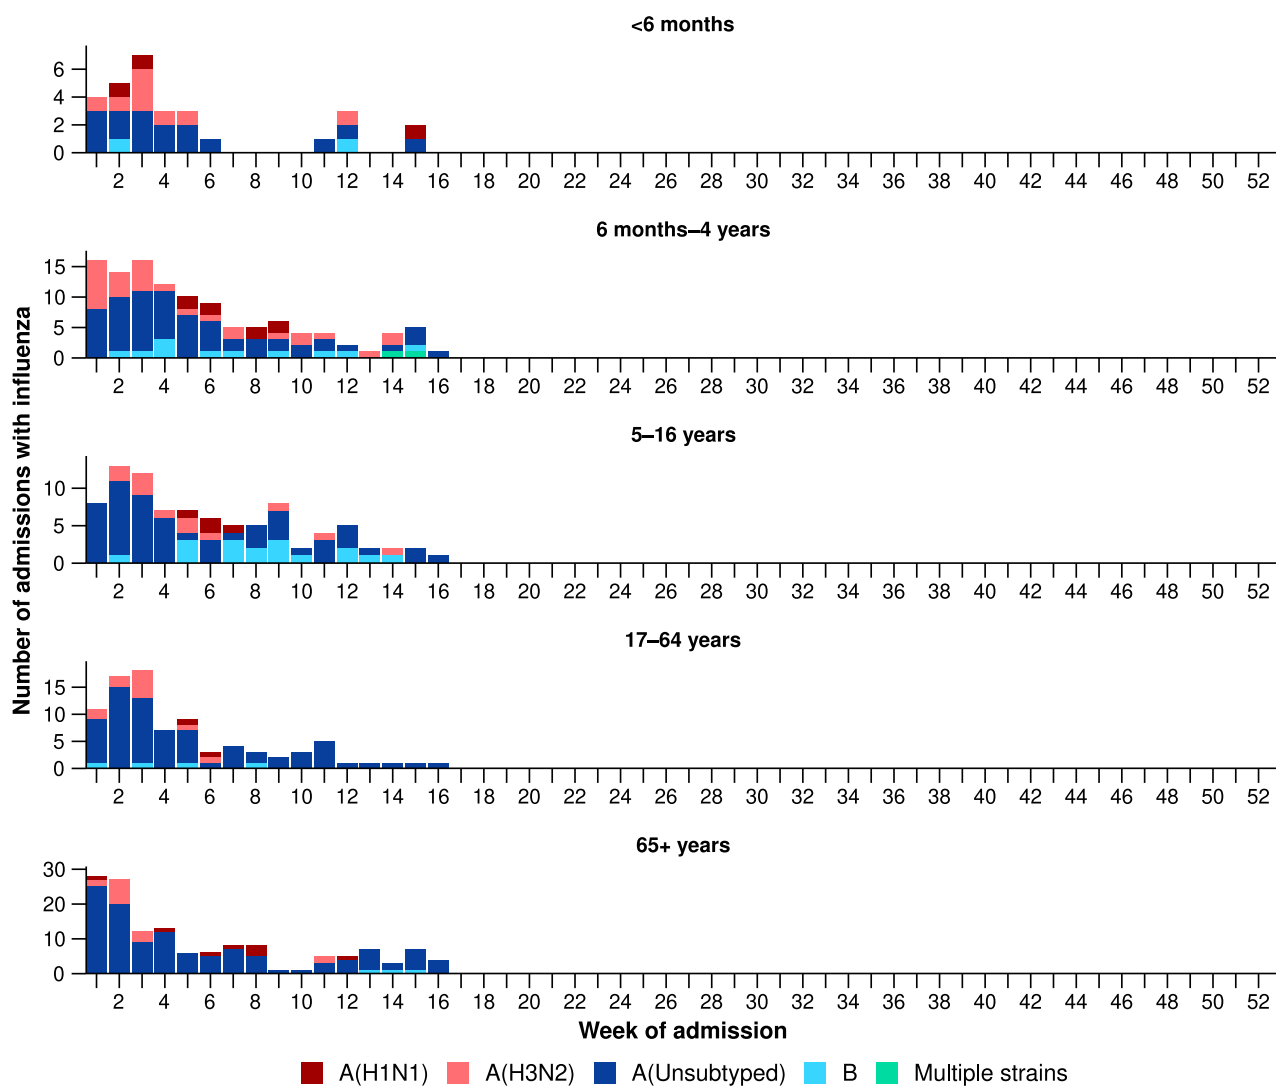 <6 months
6
4
2
0
2 4 6 8 10 12 14 16 18 20 22 24 26 28 30 32 34 36 38 40 42 44 46 48 50 52
6 months–4 years
15
10
5
0
2 4 6 8 10 12 14 16 18 20 22 24 26 28 30 32 34 36 38 40 42 44 46 48 50 52
Number of admissions with influenza
5–16 years
10
5
0
2 4 6 8 10 12 14 16 18 20 22 24 26 28 30 32 34 36 38 40 42 44 46 48 50 52
17–64 years
15
10
5
0
2 4 6 8 10 12 14 16 18 20 22 24 26 28 30 32 34 36 38 40 42 44 46 48 50 52
65+ years
30
20
10
0
2 4 6 8 10 12 14 16 18 20 22 24 26 28 30 32 34 36 38 40 42 44 46 48 50 52
Week of admission
A(H1N1) A(H3N2) A(Unsubtyped) B Multiple strains